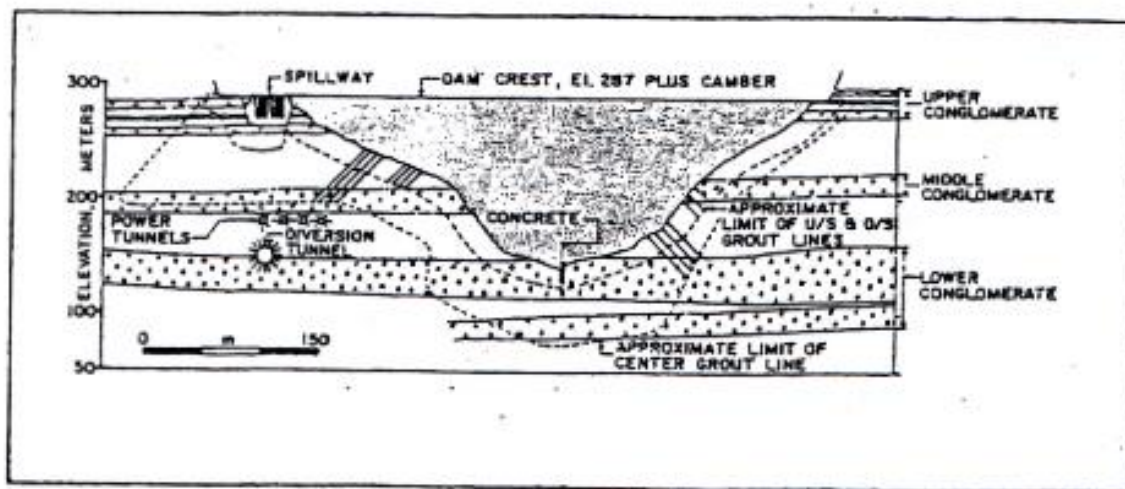 300
SPILLWAY
DAM CREST, El. 287 PLUS CAMBER
UPPER
CONGLOMERATE
METERS
200
MIDDLE
CONGLOMERATE
POWER
TUNNELS
DIVERSION
TUNNEL
CONCRETE
APPROXIMATE
LIMIT OF U/S & D/S
GROUT LINES
ELEVATION
LOWER
CONGLOMERATE
100
0 m 150
APPROXIMATE LIMIT OF
CENTER GROUT LINE
50